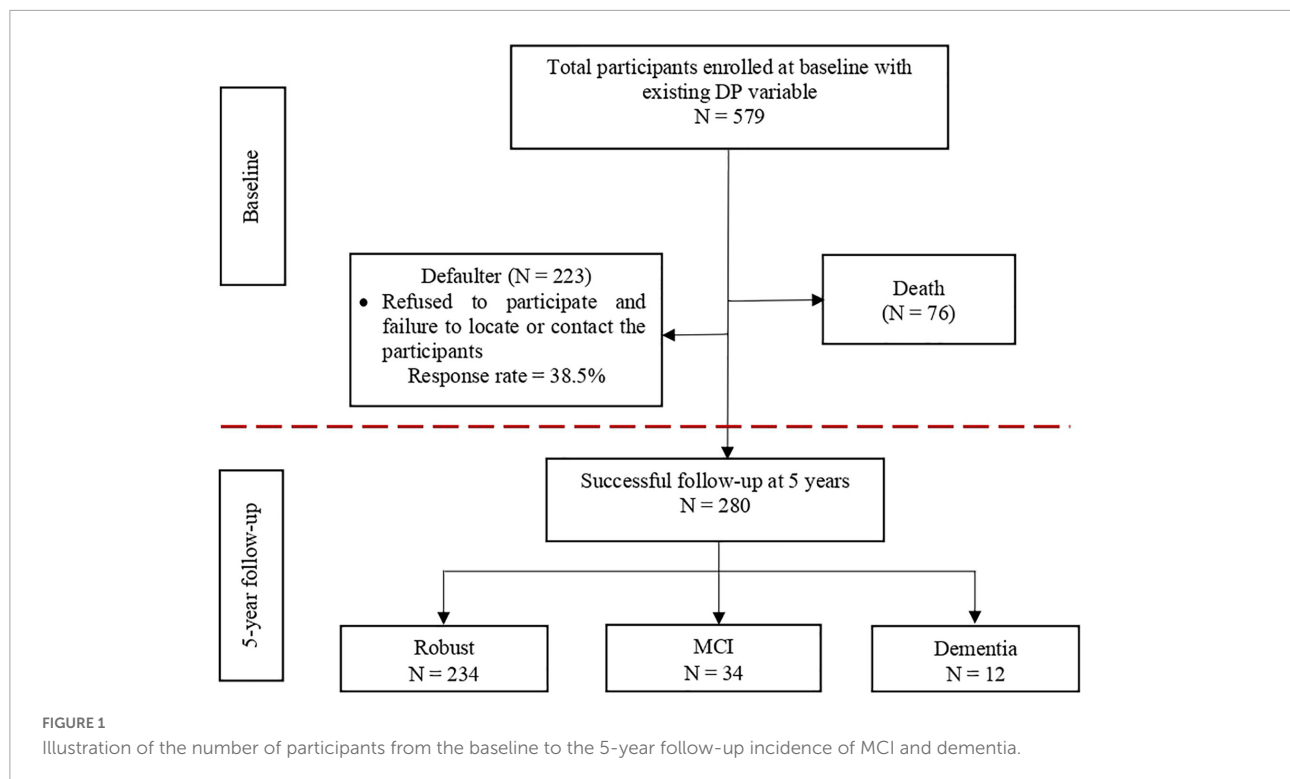 Total participants enrolled at baseline with
existing DP variable
N = 579
Baseline
Defaulter (N = 223)
• Refused to participate and
failure to locate or contact the
participants
Response rate = 38.5%
Death
(N = 76)
Successful follow-up at 5 years
N = 280
5-year follow-up
Robust
N = 234
MCI
N = 34
Dementia
N = 12
FIGURE 1
Illustration of the number of participants from the baseline to the 5-year follow-up incidence of MCI and dementia.